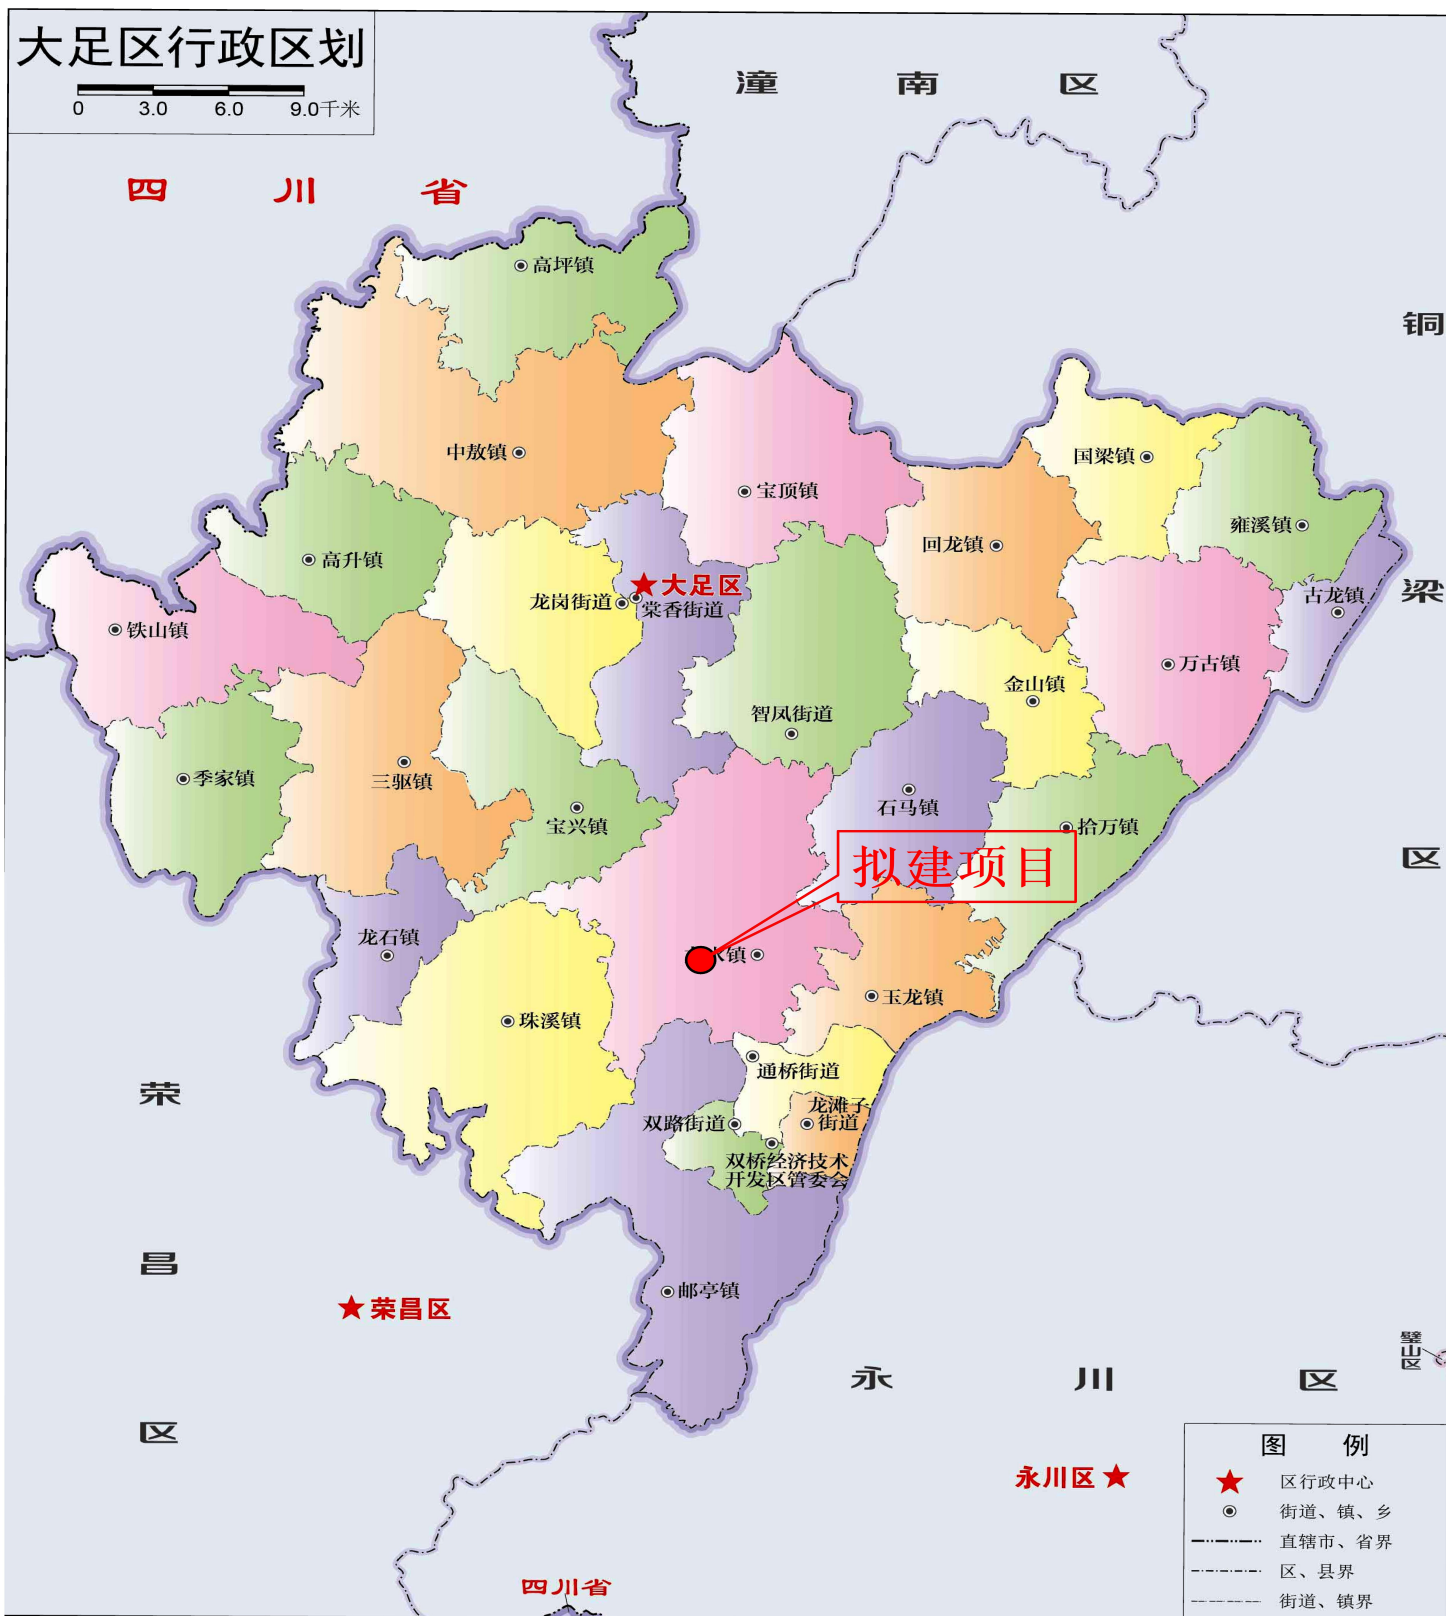 大足区行政区划
0 3.0 6.0 9.0千米
潼南区
四川省
高坪镇
铜梁区
中敖镇
国梁镇
宝顶镇
雍溪镇
回龙镇
高升镇
大足区
龙岗街道
棠香街道
古龙镇
铁山镇
万古镇
金山镇
智凤街道
季家镇
三驱镇
石马镇
宝兴镇
拾万镇
拟建项目
龙石镇
水镇
玉龙镇
珠溪镇
通桥街道
荣昌区
龙滩子
街道
双路街道
双桥经济技术
开发区管委会
邮亭镇
荣昌区
璧山区
永川区
永川区
四川省
图例
区行政中心
街道、镇、乡
直辖市、省界
区、县界
街道、镇界